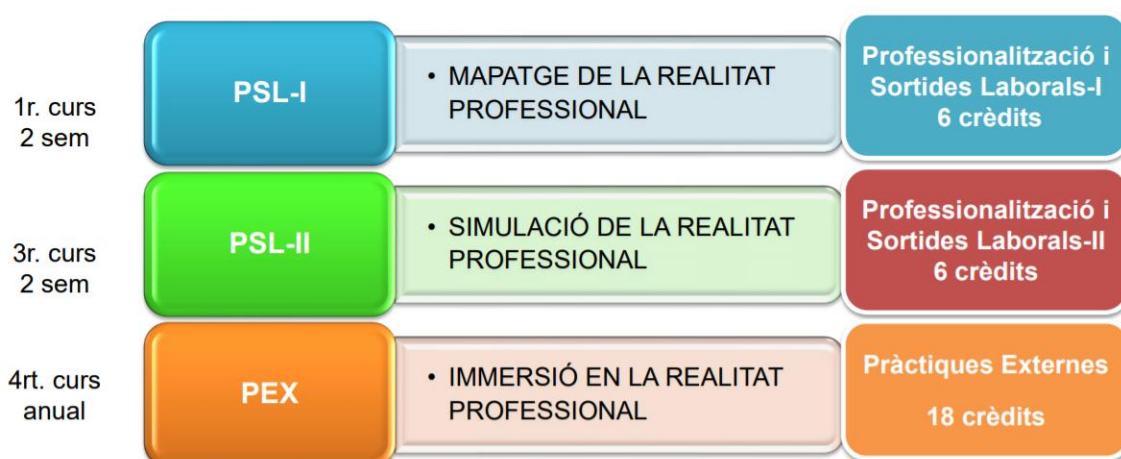 1r. curs
2 sem
PSL-I
• MAPATGE DE LA REALITAT
PROFESSIONAL
Professionalització i
Sortides Laborals-I
6 crèdits
3r. curs
2 sem
PSL-II
• SIMULACIÓ DE LA REALITAT
PROFESSIONAL
Professionalització i
Sortides Laborals-II
6 crèdits
4rt. curs
anual
PEX
• IMMERSIÓ EN LA REALITAT
PROFESSIONAL
Pràctiques Externes
18 crèdits